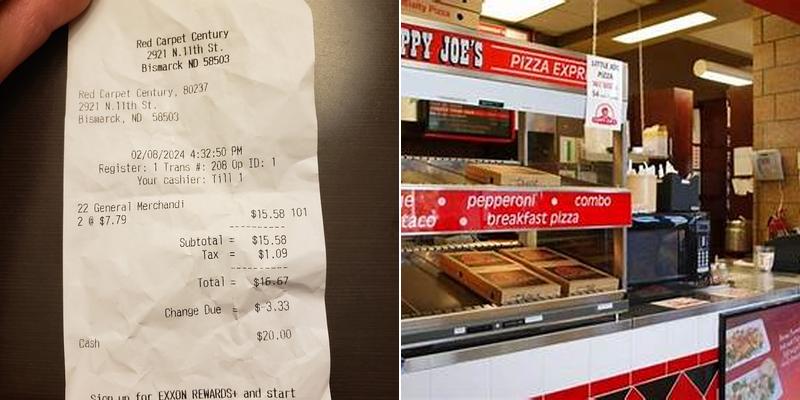 Red Carpet Century
2921 N.11th St.
Bismarck ND 58503
Red Carpet Century, 80237
2921 N.11th St.
Bismarck, ND 58503
02/08/2024 4:32:50 PM
Register: 1 Trans #: 208 Op ID: 1
Your cashier: Till 1
22 General Merchandi
2 @ $7.79 $15.58 101
Subtotal = $15.58
Tax = $1.09
Total = $16.67
Change Due = $-3.33
Cash $20.00
Sign up for EXXON REWARDS+ and start
PPY JOE'S PIZZA EXPR
LITTLE JOE
PIZZA
pepperoni • combo
taco • breakfast pizza